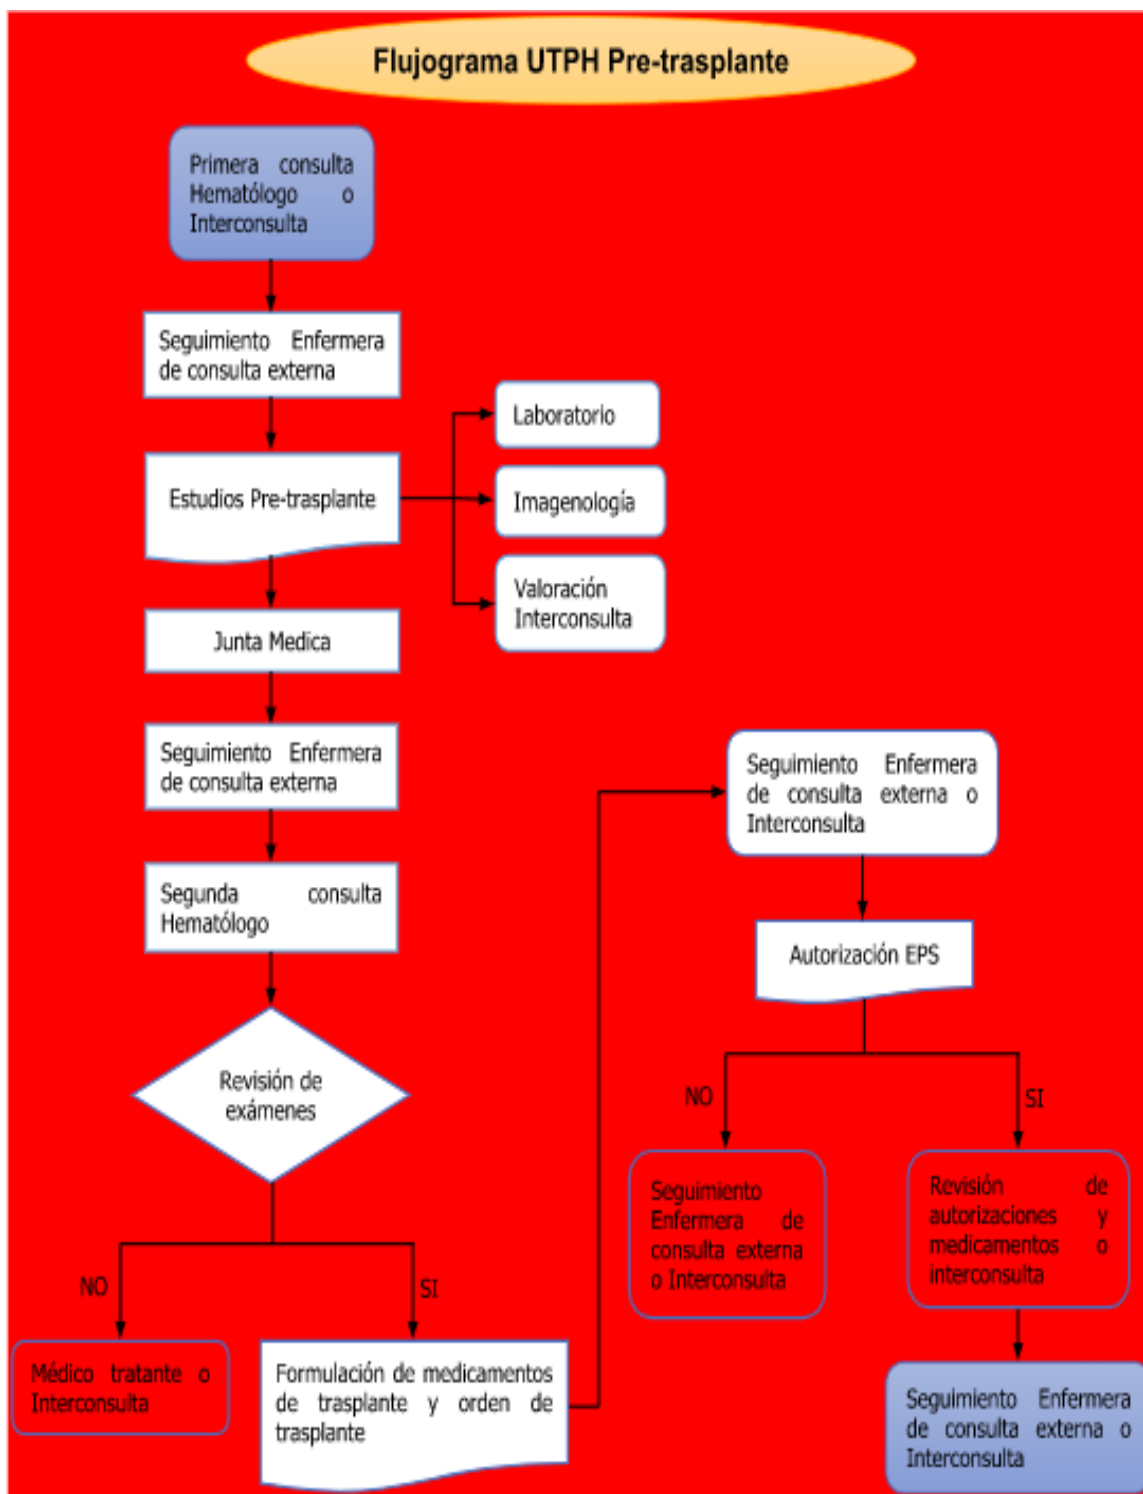 Flujograma UTPH Pre-trasplante
Primera consulta
Hematólogo o
Interconsulta
Seguimiento Enfermera
de consulta externa
Estudios Pre-trasplante
Laboratorio
Imagenología
Valoración
Interconsulta
Junta Medica
Seguimiento Enfermera
de consulta externa
Segunda consulta
Hematólogo
Revisión de
exámenes
NO
SI
Médico tratante o
Interconsulta
Formulación de medicamentos
de trasplante y orden de
trasplante
Seguimiento Enfermera
de consulta externa o
Interconsulta
Autorización EPS
NO
SI
Seguimiento
Enfermera de
consulta externa
o Interconsulta
Revisión de
autorizaciones y
medicamentos o
interconsulta
Seguimiento Enfermera
de consulta externa o
Interconsulta